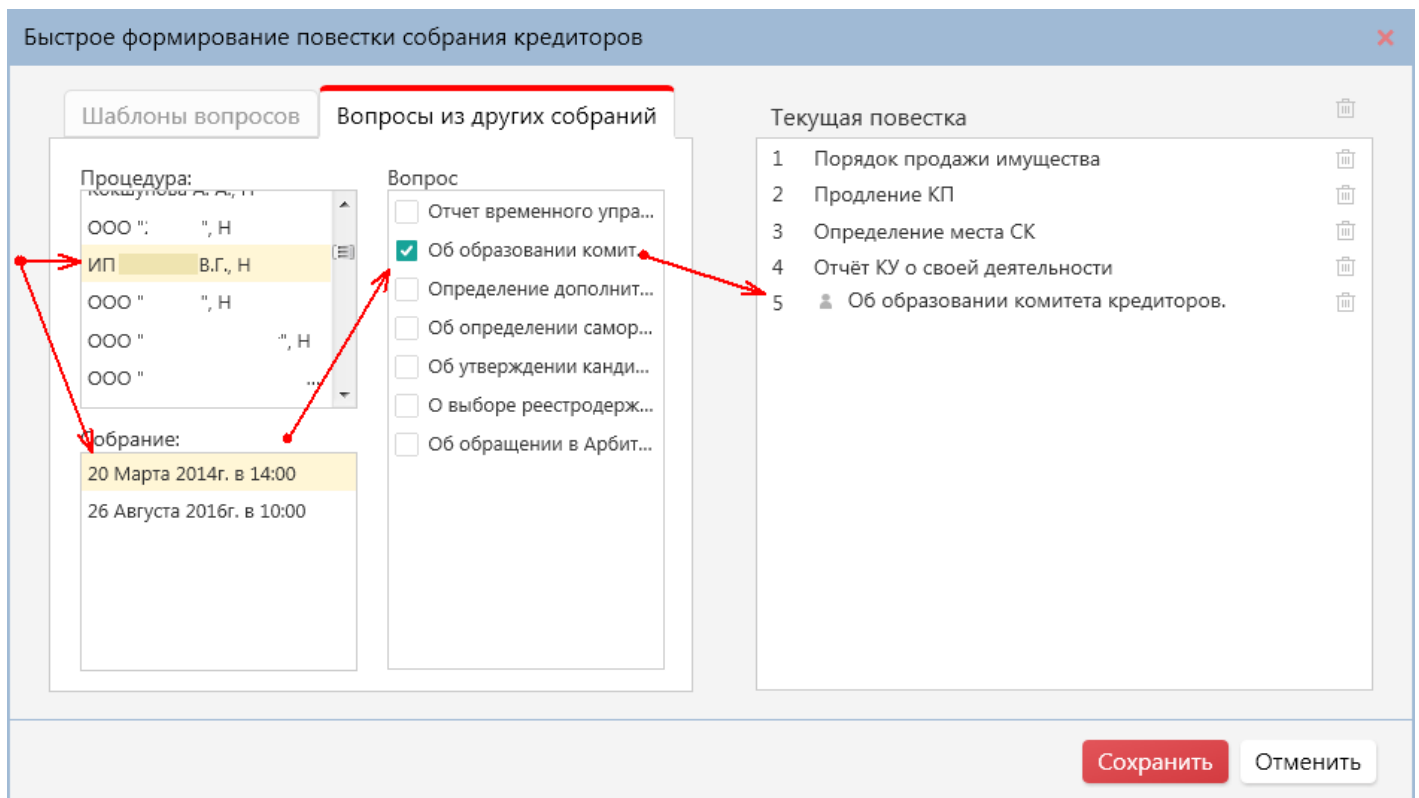 Быстрое формирование повестки собрания кредиторов
Шаблоны вопросов
Вопросы из других собраний
Процедура:
ООО " ", Н
ИП В.Г., Н
ООО " ", Н
ООО " ", Н
ООО " ...
Собрание:
20 Марта 2014г. в 14:00
26 Августа 2016г. в 10:00
Вопрос
Отчет временного упра...
Об образовании комит...
Определение дополнит...
Об определении самор...
Об утверждении канди...
О выборе реестродерж...
Об обращении в Арбит...
Текущая повестка
1 Порядок продажи имущества
2 Продление КП
3 Определение места СК
4 Отчёт КУ о своей деятельности
5 Об образовании комитета кредиторов.
Сохранить
Отменить